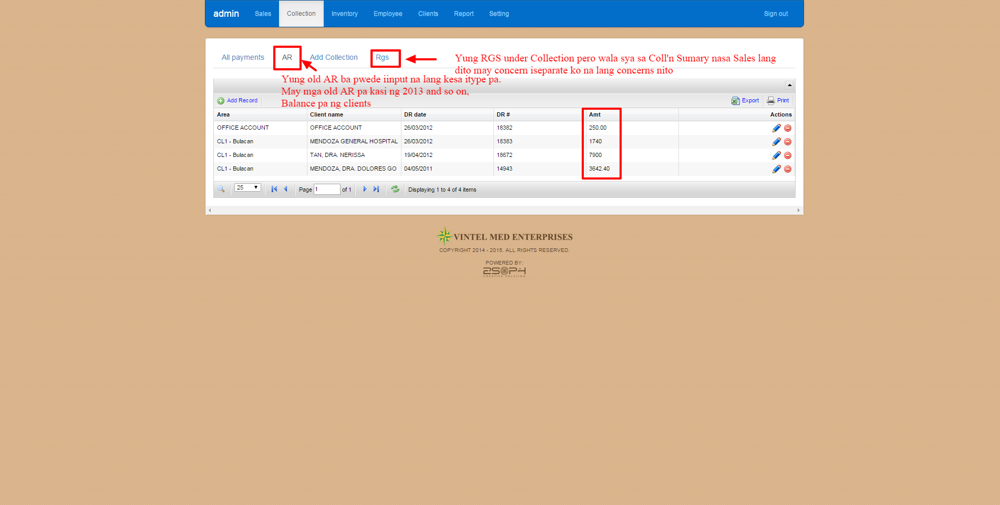 admin Sales Collection Inventory Employee Clients Report Setting Sign out
All payments AR Add Collection Rgs
Yung RGS under Collection pero wala sya sa Coll'n Sumary nasa Sales lang
dito may concern iseparate ko na lang concerns nito
Yung old AR ba pwede iinput na lang kesa itype pa.
May mga old AR pa kasi ng 2013 and so on,
Balance pa ng clients
Add Record Export Print
Area Client name DR date DR # Amt Actions
OFFICE ACCOUNT OFFICE ACCOUNT 26/03/2012 18382 250.00
CL1 - Bulacan MENDOZA GENERAL HOSPITAL 26/03/2012 18383 1740
CL1 - Bulacan TAN, DRA. NERISSA 19/04/2012 18672 7900
CL1 - Bulacan MENDOZA, DRA. DOLORES GO 04/05/2011 14943 3642.40
25 Page 1 of 1 Displaying 1 to 4 of 4 items
VINTEL MED ENTERPRISES
COPYRIGHT 2014 - 2015. ALL RIGHTS RESERVED.
POWERED BY:
2SOPH
CREATIVE SOLUTION